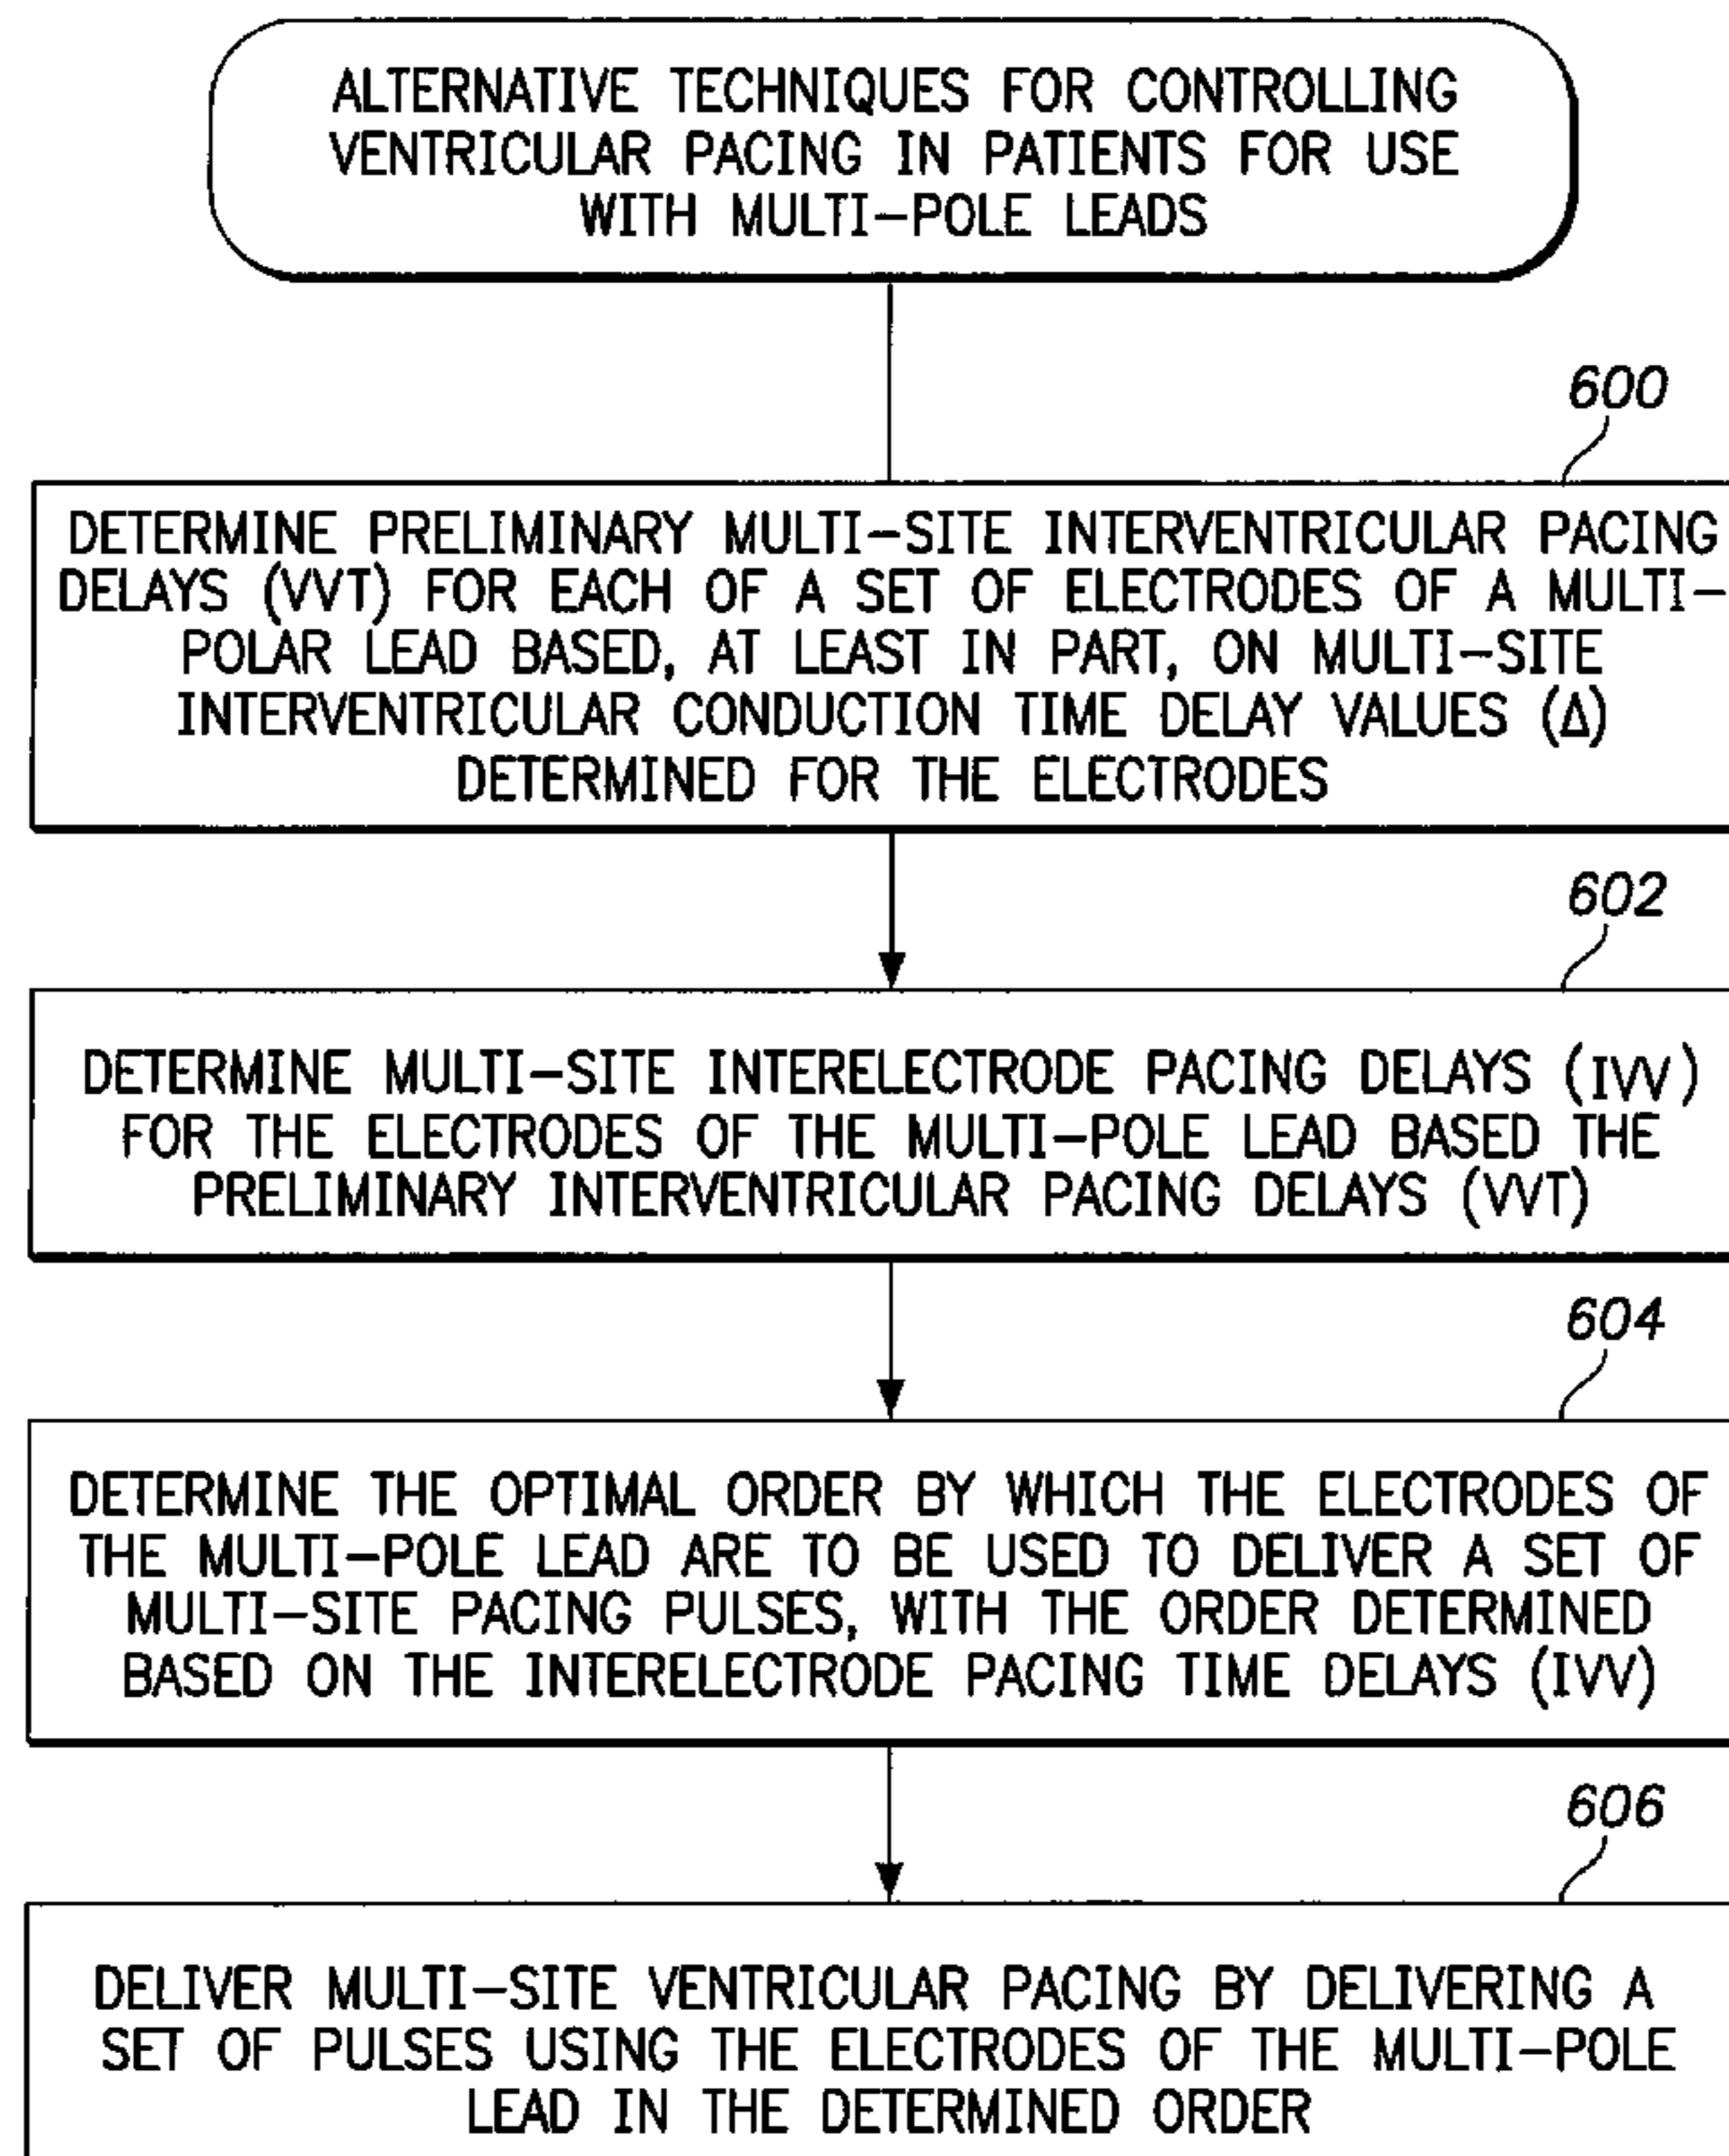 ALTERNATIVE TECHNIQUES FOR CONTROLLING
VENTRICULAR PACING IN PATIENTS FOR USE
WITH MULTI-POLE LEADS
600
DETERMINE PRELIMINARY MULTI-SITE INTERVENTRICULAR PACING
DELAYS (VVT) FOR EACH OF A SET OF ELECTRODES OF A MULTI-
POLAR LEAD BASED, AT LEAST IN PART, ON MULTI-SITE
INTERVENTRICULAR CONDUCTION TIME DELAY VALUES (Δ)
DETERMINED FOR THE ELECTRODES
602
DETERMINE MULTI-SITE INTERELECTRODE PACING DELAYS (IVV)
FOR THE ELECTRODES OF THE MULTI-POLE LEAD BASED THE
PRELIMINARY INTERVENTRICULAR PACING DELAYS (VVT)
604
DETERMINE THE OPTIMAL ORDER BY WHICH THE ELECTRODES OF
THE MULTI-POLE LEAD ARE TO BE USED TO DELIVER A SET OF
MULTI-SITE PACING PULSES, WITH THE ORDER DETERMINED
BASED ON THE INTERELECTRODE PACING TIME DELAYS (IVV)
606
DELIVER MULTI-SITE VENTRICULAR PACING BY DELIVERING A
SET OF PULSES USING THE ELECTRODES OF THE MULTI-POLE
LEAD IN THE DETERMINED ORDER